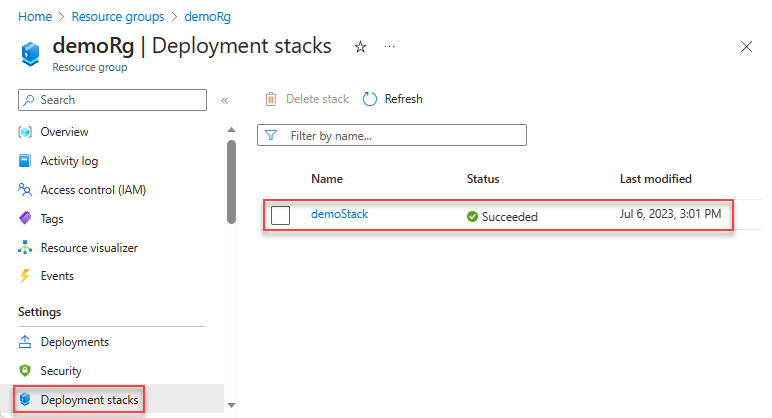 Home > Resource groups > demoRg
demoRg | Deployment stacks ☆ ...
Resource group
Search
«
Overview
Activity log
Access control (IAM)
Tags
Resource visualizer
Events
Settings
Deployments
Security
Deployment stacks
Delete stack Refresh
Filter by name...
Name Status Last modified
demoStack Succeeded Jul 6, 2023, 3:01 PM